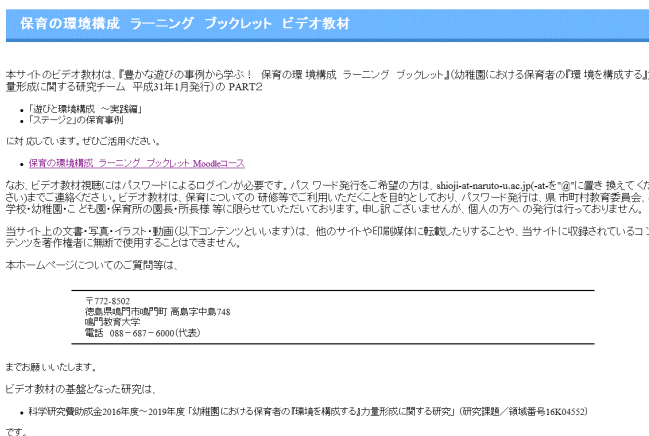 保育の環境構成 ラーニング ブックレット ビデオ教材
本サイトのビデオ教材は、『豊かな遊びの事例から学ぶ！ 保育の環 境構成 ラーニング ブックレット』（幼稚園における保育者の『環 境を構成する』
量形成に関する研究チーム 平成31年1月発行）の PART２
・「遊びと環境構成 ～実践編」
・「ステージ2」の保育事例
に対 応しています。ぜひご活用ください。
・保育の環境構成 ラーニング ブックレット Moodleコース
なお、ビデオ教材視聴にはパスワードによるログインが必要です。パス ワード発行をご希望の方は、shioji-at-naruto-u.ac.jp(-at-を"@"に置き 換えてくだ
さい)までご連絡くださ い。ビデオ教材は、保育についての 研修等でご利用いただくことを目的としており、パスワード発行は、県 市町村教育委員会、
学校・幼稚園・こ ども園・保育所の園長・所長様 等に限らせていただいております。申し訳 ございませんが、個人の方へ の発行は行っておりません。
当サイト上の文書・写真・イラスト・動画（以下コンテンツといいます）は、 他のサイトや印刷媒体に転載したりすることや、当サイトに収録されているコン
テンツを著作権者に無断で使用することはできません。
本ホームページについてのご質問等は、
〒772-8502
徳島県鳴門市鳴門町 高島字中島748
鳴門教育大学
電話 088－687－6000（代表）
までお願 いいたします。
ビデオ教材の基盤となった研究は、
・科学研究費助成金2016年度～2019年度 「幼稚園における保育者の『環境を構成する』力量形成に関する研究」 （研究課題／領域番号16K04552）
です。